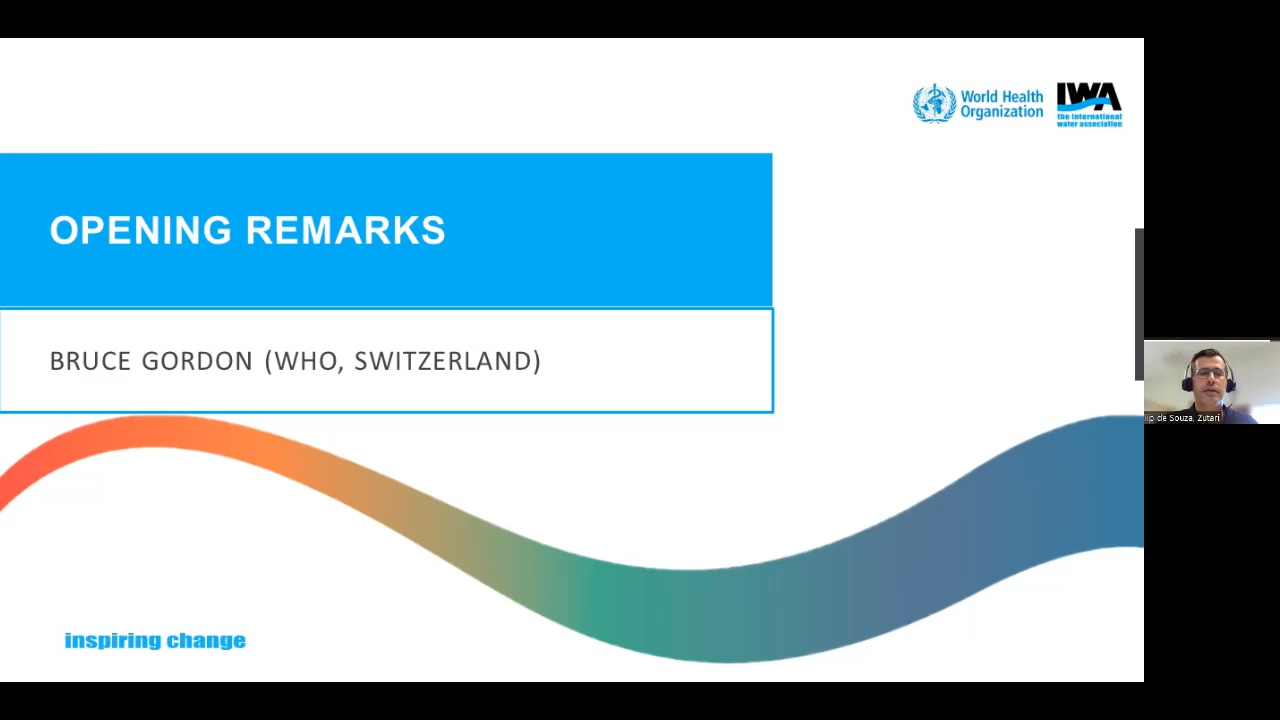 World Health
Organization
IWA
the international
water association
OPENING REMARKS
BRUCE GORDON (WHO, SWITZERLAND)
inspiring change
de Souza, Zutari